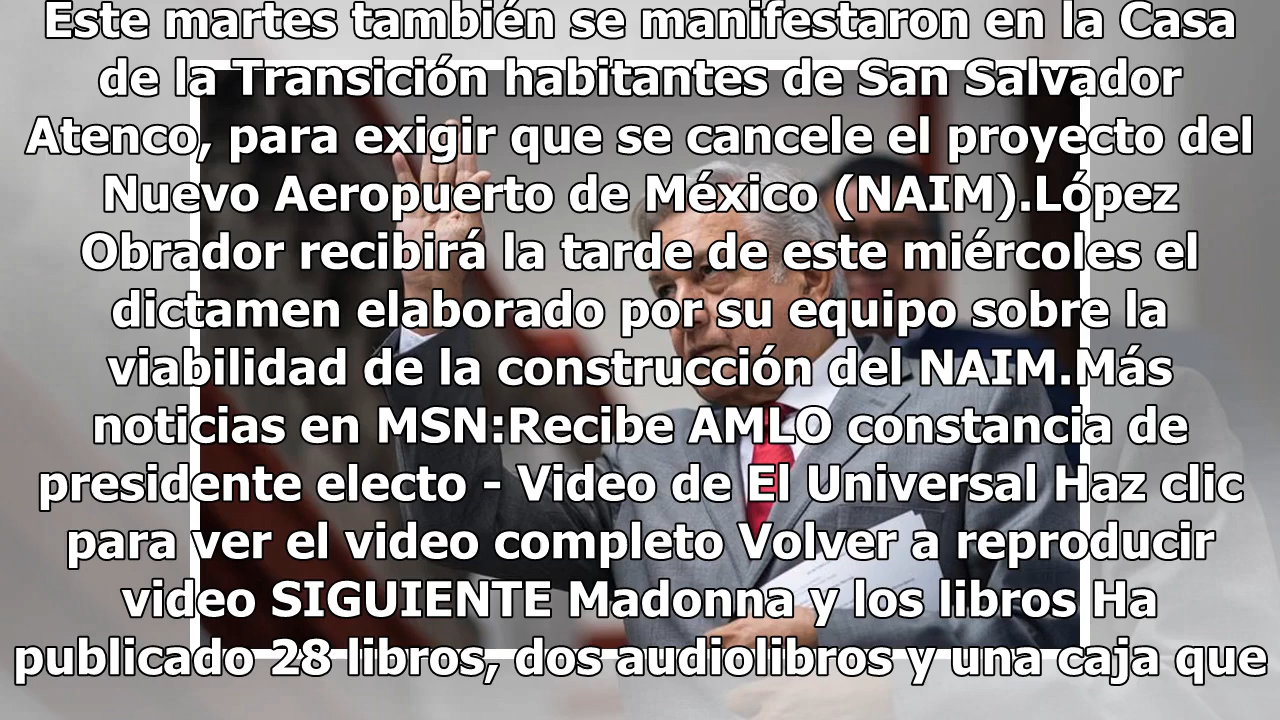 Este martes también se manifestaron en la Casa
de la Transición habitantes de San Salvador
Atenco, para exigir que se cancele el proyecto del
Nuevo Aeropuerto de México (NAIM).López
Obrador recibirá la tarde de este miércoles el
dictamen elaborado por su equipo sobre la
viabilidad de la construcción del NAIM.Más
noticias en MSN:Recibe AMLO constancia de
presidente electo - Video de El Universal Haz clic
para ver el video completo Volver a reproducir
video SIGUIENTE Madonna y los libros Ha
publicado 28 libros, dos audiolibros y una caja que